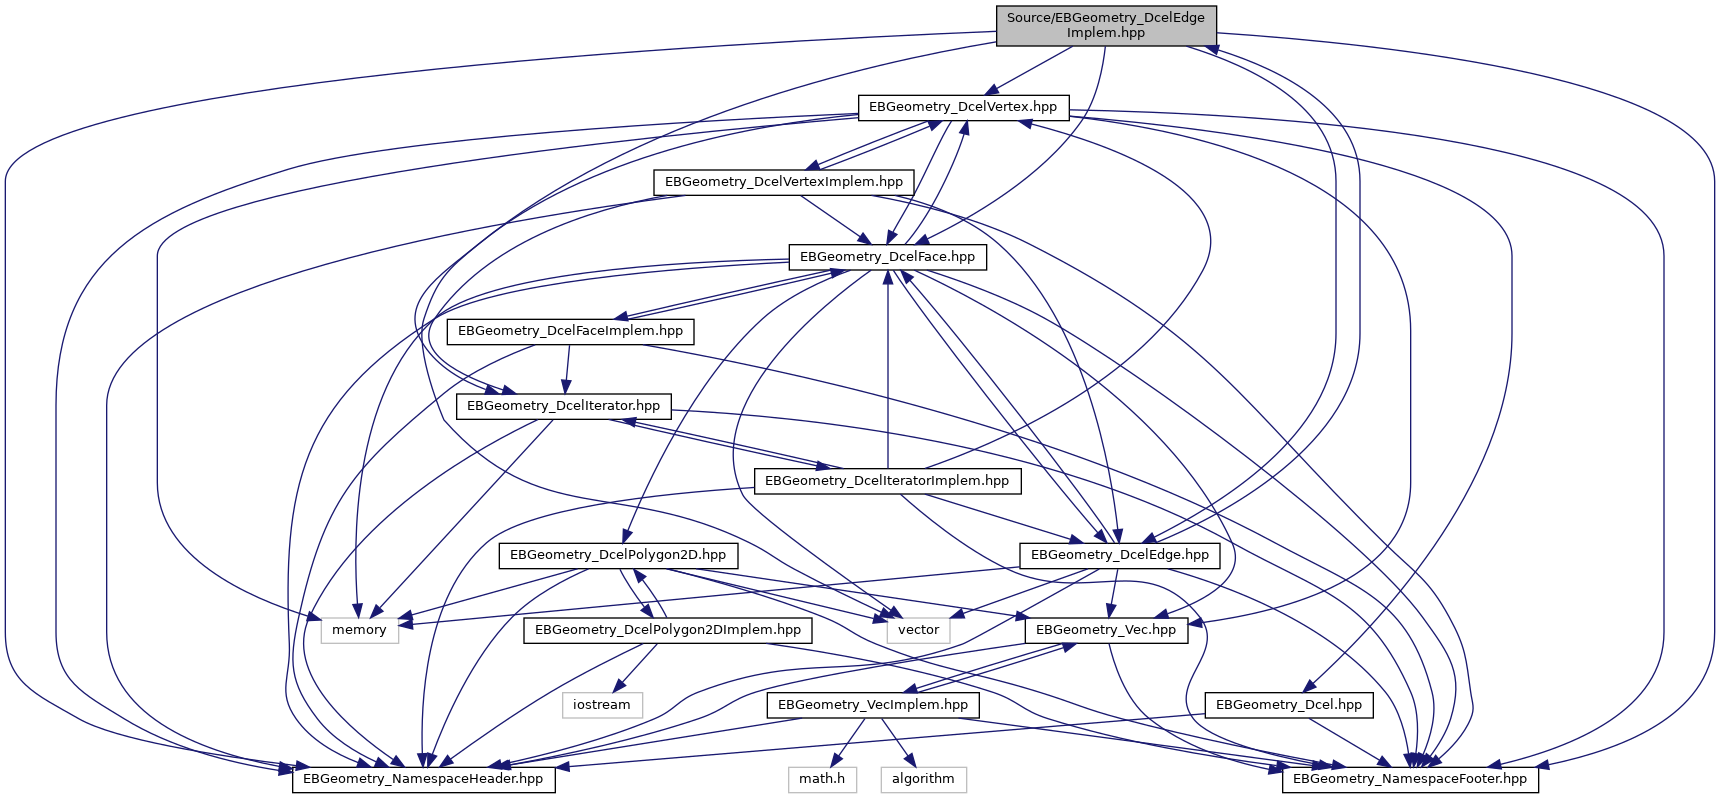 Source/EBGeometry_DcelEdge
Implem.hpp
EBGeometry_DcelVertex.hpp
EBGeometry_DcelVertexImplem.hpp
EBGeometry_DcelFace.hpp
EBGeometry_DcelFaceImplem.hpp
EBGeometry_DcelIterator.hpp
EBGeometry_DcelIteratorImplem.hpp
EBGeometry_DcelPolygon2D.hpp
EBGeometry_DcelEdge.hpp
memory
EBGeometry_DcelPolygon2DImplem.hpp
vector
EBGeometry_Vec.hpp
iostream
EBGeometry_VecImplem.hpp
EBGeometry_Dcel.hpp
EBGeometry_NamespaceHeader.hpp
math.h
algorithm
EBGeometry_NamespaceFooter.hpp